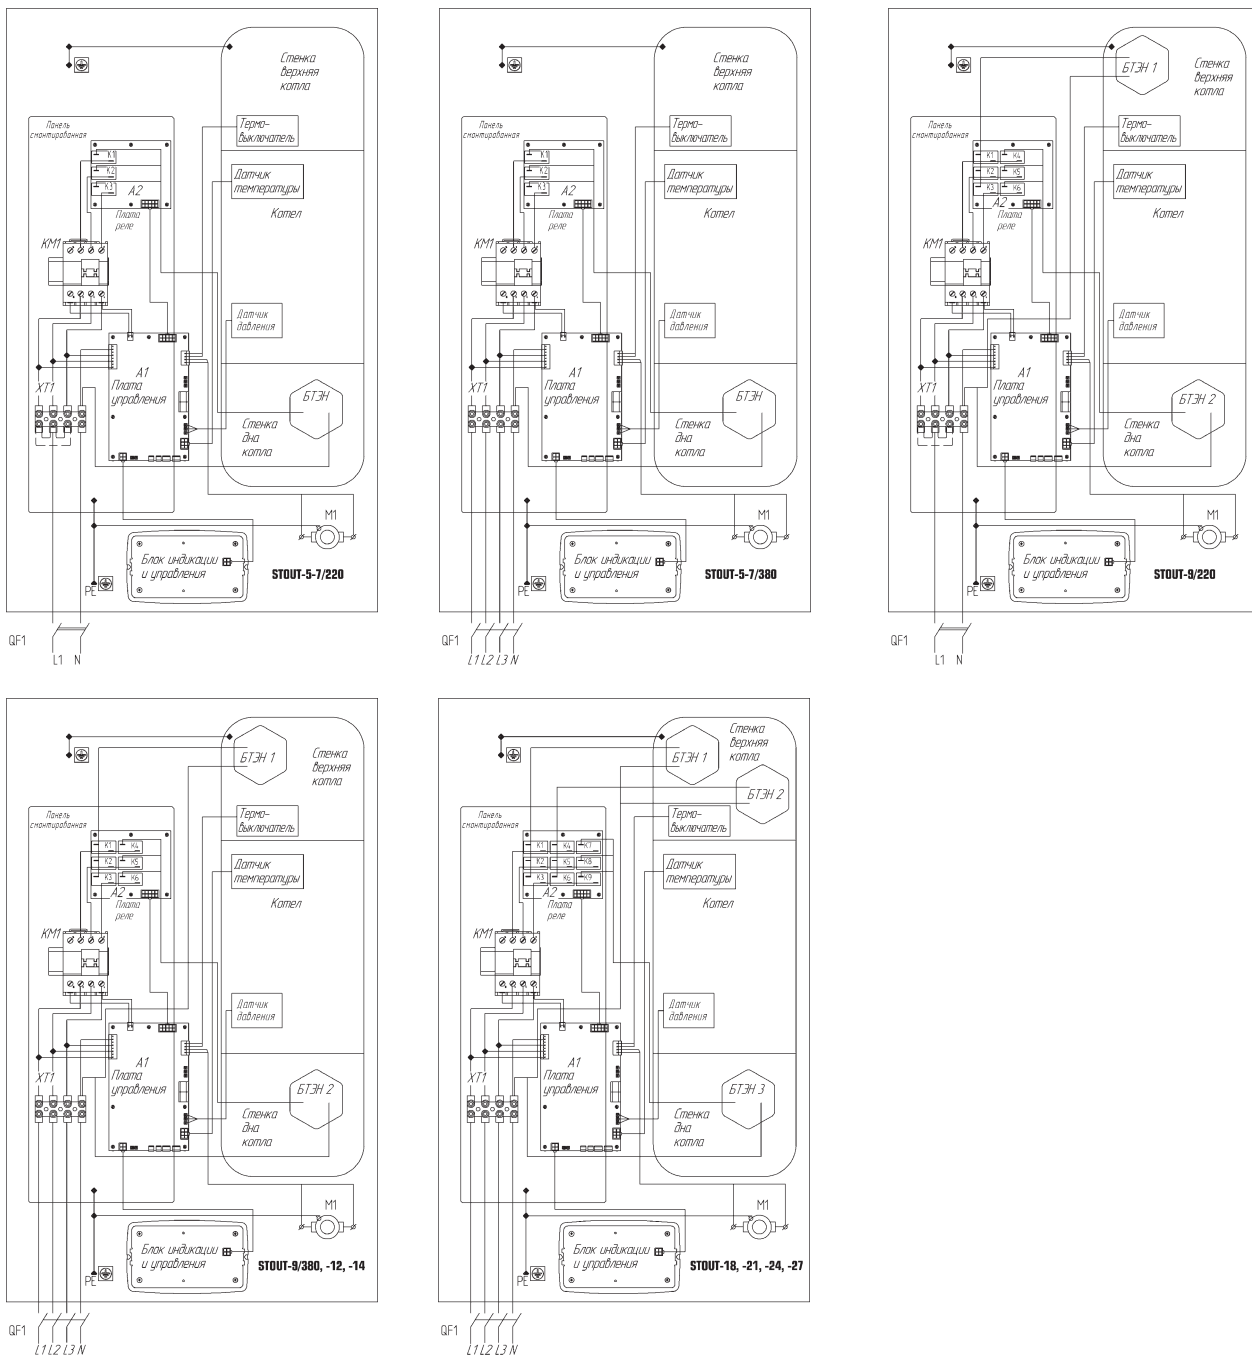 Стенка
верхняя
котла
Панель
смонтированная
Термо-
выключатель
K1
K2
K3
A2
Плата
реле
Датчик
температуры
Котел
KM1
Датчик
давления
A1
Плата
управления
XT1
БТЭН
Стенка
дна
котла
M1
Блок индикации
и управления
STOUT-5-7/220
PE
QF1
L1 N
Стенка
верхняя
котла
Панель
смонтированная
Термо-
выключатель
K1
K2
K3
A2
Плата
реле
Датчик
температуры
Котел
KM1
Датчик
давления
A1
Плата
управления
XT1
БТЭН
Стенка
дна
котла
M1
Блок индикации
и управления
STOUT-5-7/380
PE
QF1
L1 L2 L3 N
БТЭН 1
Стенка
верхняя
котла
Панель
смонтированная
Термо-
выключатель
K1 K4
K2 K5
K3 K6
A2
Плата
реле
Датчик
температуры
Котел
KM1
Датчик
давления
A1
Плата
управления
XT1
БТЭН 2
Стенка
дна
котла
M1
Блок индикации
и управления
STOUT-9/220
PE
QF1
L1 N
БТЭН 1
Стенка
верхняя
котла
Панель
смонтированная
Термо-
выключатель
K1 K4
K2 K5
K3 K6
A2
Плата
реле
Датчик
температуры
Котел
KM1
Датчик
давления
A1
Плата
управления
XT1
БТЭН 2
Стенка
дна
котла
M1
Блок индикации
и управления
STOUT-9/380, -12, -14
PE
QF1
L1 L2 L3 N
Стенка
верхняя
котла
БТЭН 1
БТЭН 2
Панель
смонтированная
Термо-
выключатель
K1 K4 K7
K2 K5 K8
K3 K6 K9
A2
Плата
реле
Датчик
температуры
Котел
KM1
Датчик
давления
A1
Плата
управления
XT1
БТЭН 3
Стенка
дна
котла
M1
Блок индикации
и управления
STOUT-18, -21, -24, -27
PE
QF1
L1 L2 L3 N